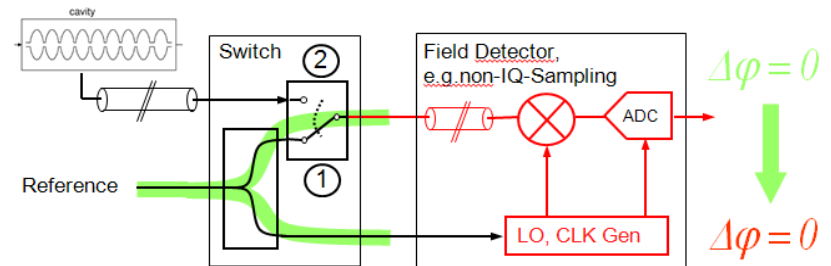 cavity
Switch
②
①
Reference
Field Detector,
e.g.non-IQ-Sampling
ADC
LO, CLK Gen
Δφ = 0
Δφ = 0